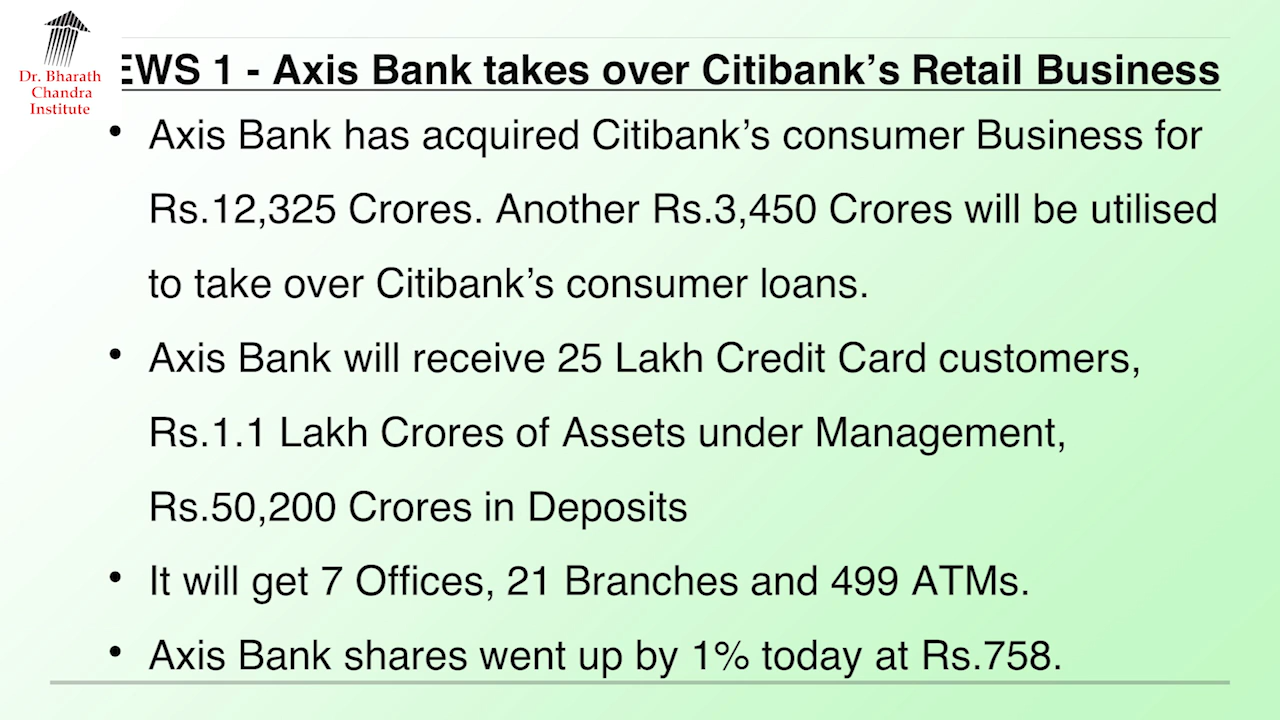 Dr. Bharath
Chandra
Institute
EWS 1 - Axis Bank takes over Citibank’s Retail Business
• Axis Bank has acquired Citibank’s consumer Business for
Rs.12,325 Crores. Another Rs.3,450 Crores will be utilised
to take over Citibank’s consumer loans.
• Axis Bank will receive 25 Lakh Credit Card customers,
Rs.1.1 Lakh Crores of Assets under Management,
Rs.50,200 Crores in Deposits
• It will get 7 Offices, 21 Branches and 499 ATMs.
• Axis Bank shares went up by 1% today at Rs.758.